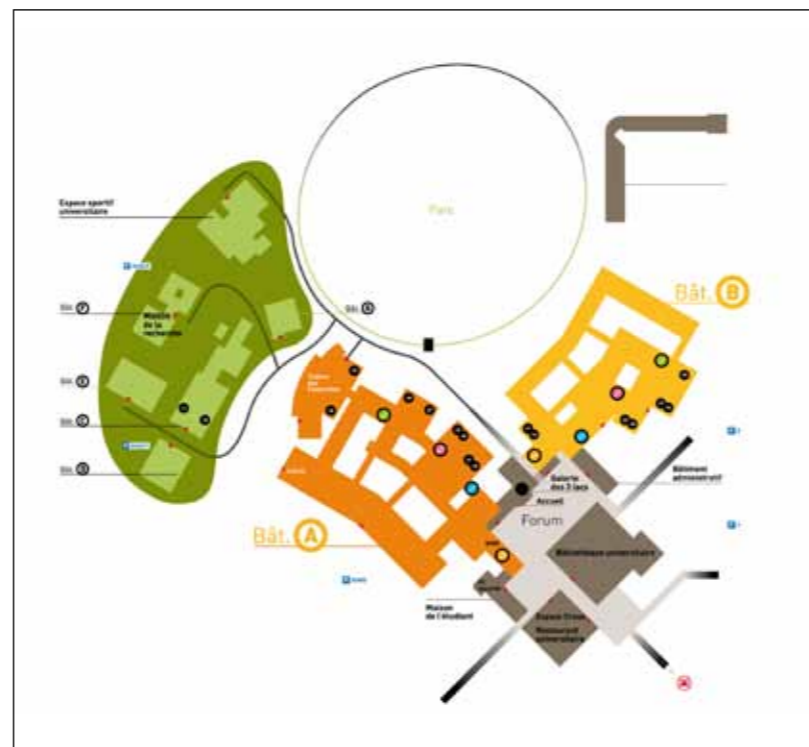 Parc
Espace sportif
universitaire
Bât. B
Bât. F
Bât. G
Maison
de la
recherche
Bât. E
Bât. C
Bât. D
Galerie
des 3 lacs
Bâtiment
administratif
Accueil
Forum
Bât. A
Bibliothèque universitaire
Maison
de l'étudiant
Espace Cros
Restaurant
universitaire